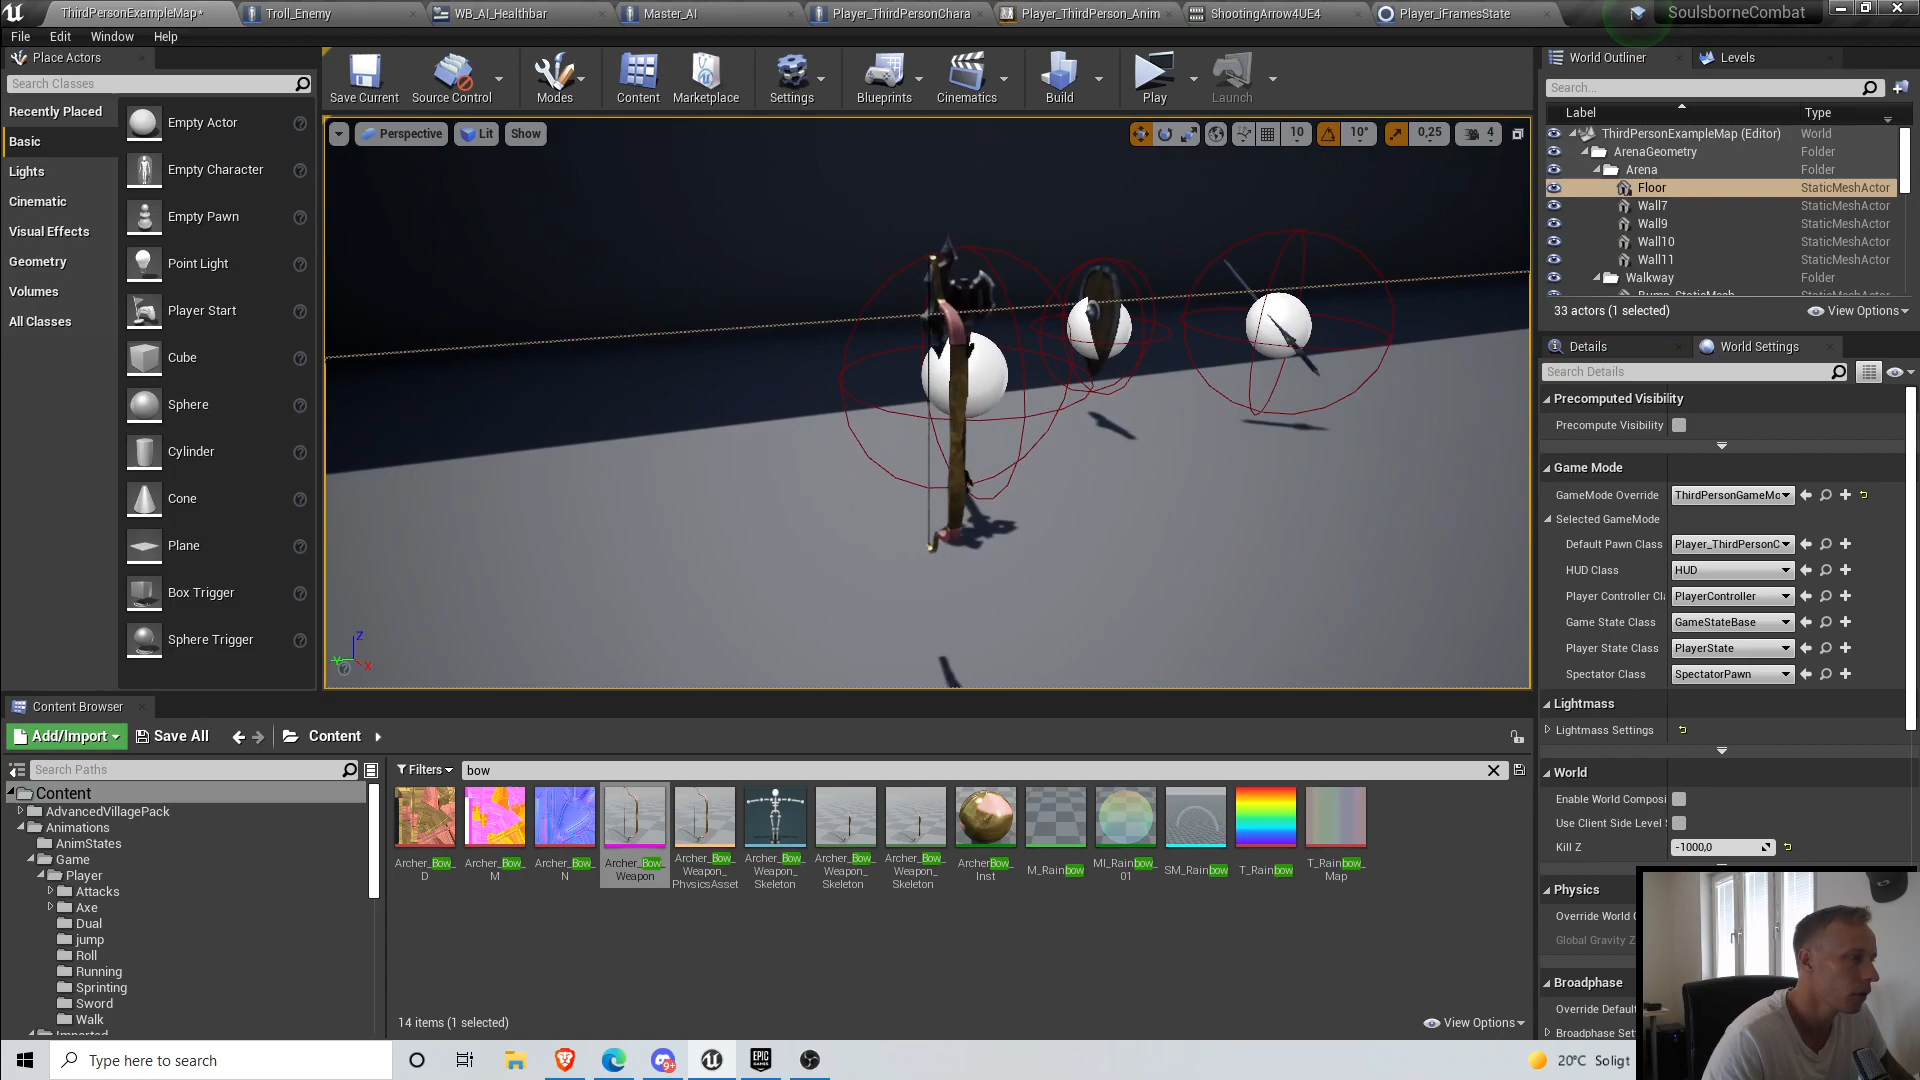 ThirdPersonExampleMap*
Troll_Enemy
WB_AI_Healthbar
Master_AI
Player_ThirdPersonChara
Player_ThirdPerson_Anim
ShootingArrow4UE4
Player_iFramesState
SoulsborneCombat
File
Edit
Window
Help
Place Actors
Search Classes
Recently Placed
Basic
Lights
Cinematic
Visual Effects
Geometry
Volumes
All Classes
Empty Actor
Empty Character
Empty Pawn
Point Light
Player Start
Cube
Sphere
Cylinder
Cone
Plane
Box Trigger
Sphere Trigger
Save Current
Source Control
Modes
Content
Marketplace
Settings
Blueprints
Cinematics
Build
Play
Launch
Perspective
Lit
Show
10
10°
0,25
4
Z
X
World Outliner
Levels
Search...
Label
Type
ThirdPersonExampleMap (Editor) World
ArenaGeometry Folder
Arena Folder
Floor StaticMeshActor
Wall7 StaticMeshActor
Wall9 StaticMeshActor
Wall10 StaticMeshActor
Wall11 StaticMeshActor
Walkway Folder
33 actors (1 selected)
View Options
Details
World Settings
Search Details
Precomputed Visibility
Precompute Visibility
Game Mode
GameMode Override ThirdPersonGameMo
Selected GameMode
Default Pawn Class Player_ThirdPersonC
HUD Class HUD
Player Controller Cla PlayerController
Game State Class GameStateBase
Player State Class PlayerState
Spectator Class SpectatorPawn
Lightmass
Lightmass Settings
World
Enable World Composi
Use Client Side Level
Kill Z -1000,0
Physics
Override World
Global Gravity Z
Broadphase
Override Defaul
Broadphase Set
Content Browser
Add/Import
Save All
Content
Search Paths
Content
AdvancedVillagePack
Animations
AnimStates
Game
Player
Attacks
Axe
Dual
jump
Roll
Running
Sprinting
Sword
Walk
Filters
bow
Archer_Bow_D
Archer_Bow_M
Archer_Bow_N
Archer_Bow_Weapon
Archer_Bow_Weapon_PhysicsAsset
Archer_Bow_Weapon_Skeleton
Archer_Bow_Weapon_Skeleton
Archer_Bow_Weapon_Skeleton
ArcherBowInst
M_Rainbow
MI_Rainbow_01
SM_Rainbow
T_Rainbow
T_Rainbow_Map
14 items (1 selected)
View Options
Type here to search
9+
EPIC GAMES
20°C Soligt